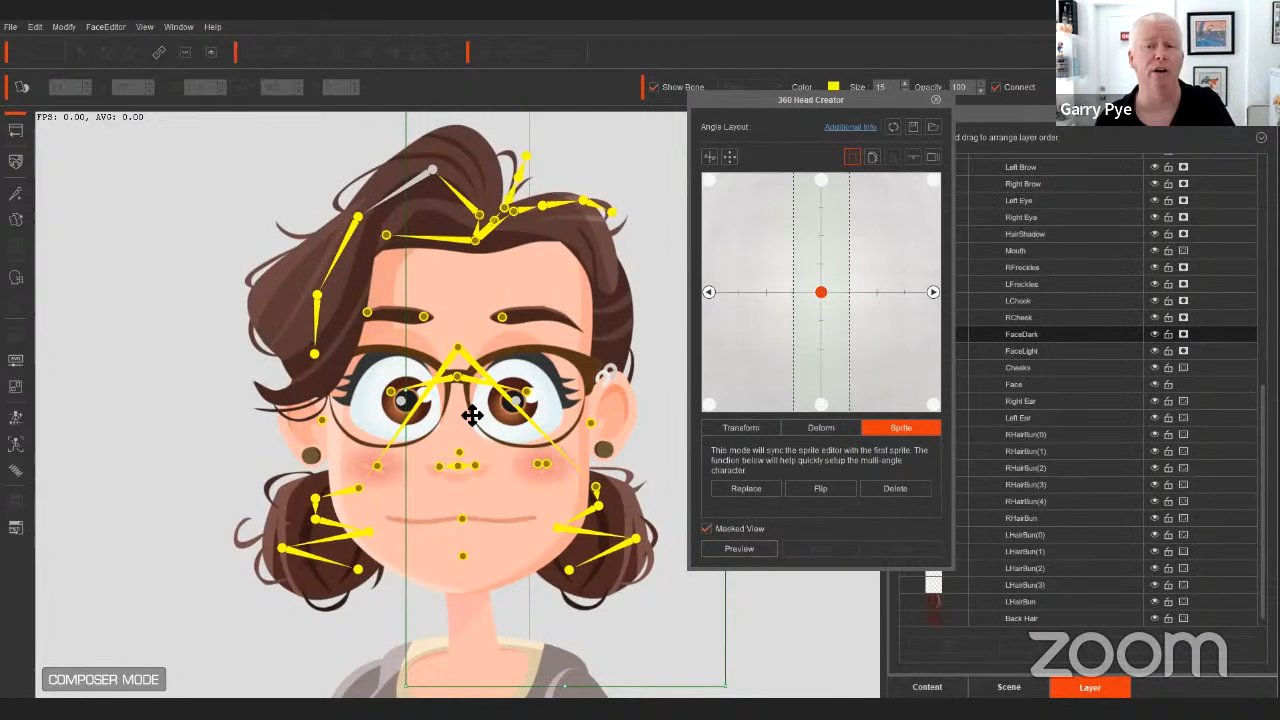 File Edit Modify FaceEditor View Window Help
Show Bone
Color
Size 15
Opacity 100
Connect
Garry Pye
FPS: 0.00, AVG: 0.00
360 Head Creator
Angle Layout:
Additional Info
d drag to arrange layer order.
Left Brow
Right Brow
Left Eye
Right Eye
HairShadow
Mouth
RFreckles
LFreckles
LCheek
RCheek
FaceDark
FaceLight
Cheeks
Face
Right Ear
Left Ear
RHairBun(0)
RHairBun(1)
RHairBun(2)
RHairBun(3)
RHairBun(4)
RHairBun
LHairBun(0)
LHairBun(1)
LHairBun(2)
LHairBun(3)
LHairBun
Back Hair
Transform Deform Sprite
This mode will sync the sprite editor with the first sprite. The
function below will help quickly setup the multi-angle
character.
Replace Flip Delete
Masked View
Preview
COMPOSER MODE
zoom
Content Scene Layer